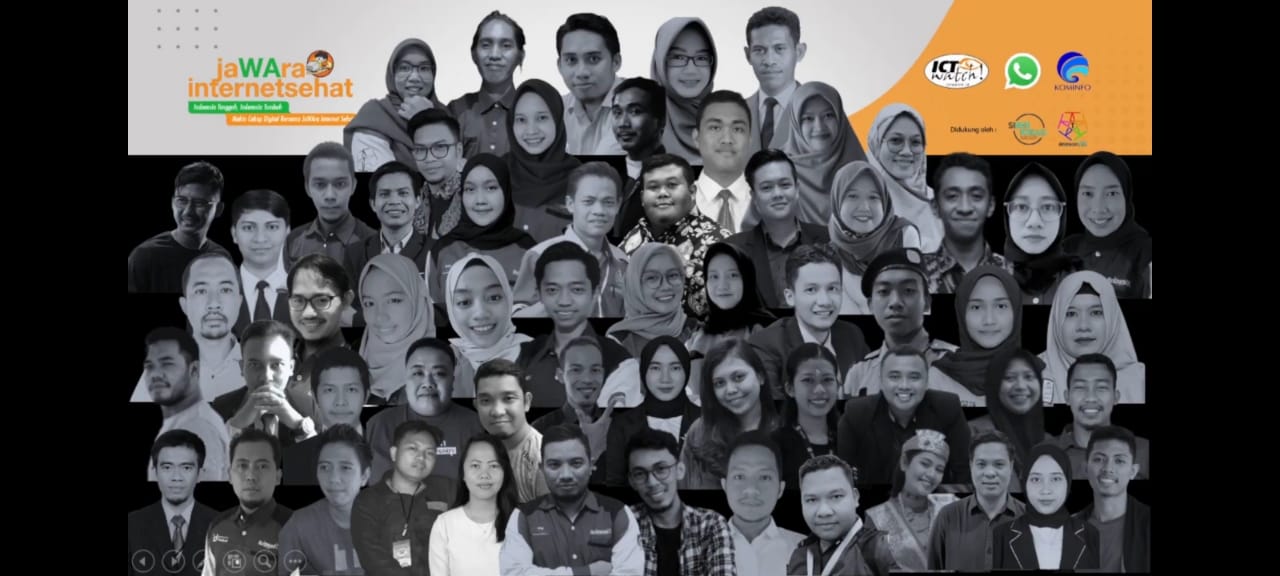 jaWAra
internetsehat
Indonesia Tangguh, Indonesia Tumbuh
Makin Cakap Digital Bersama JaWAra Internet Sehat
ICT
watch!
KOMINFO
Didukung oleh :